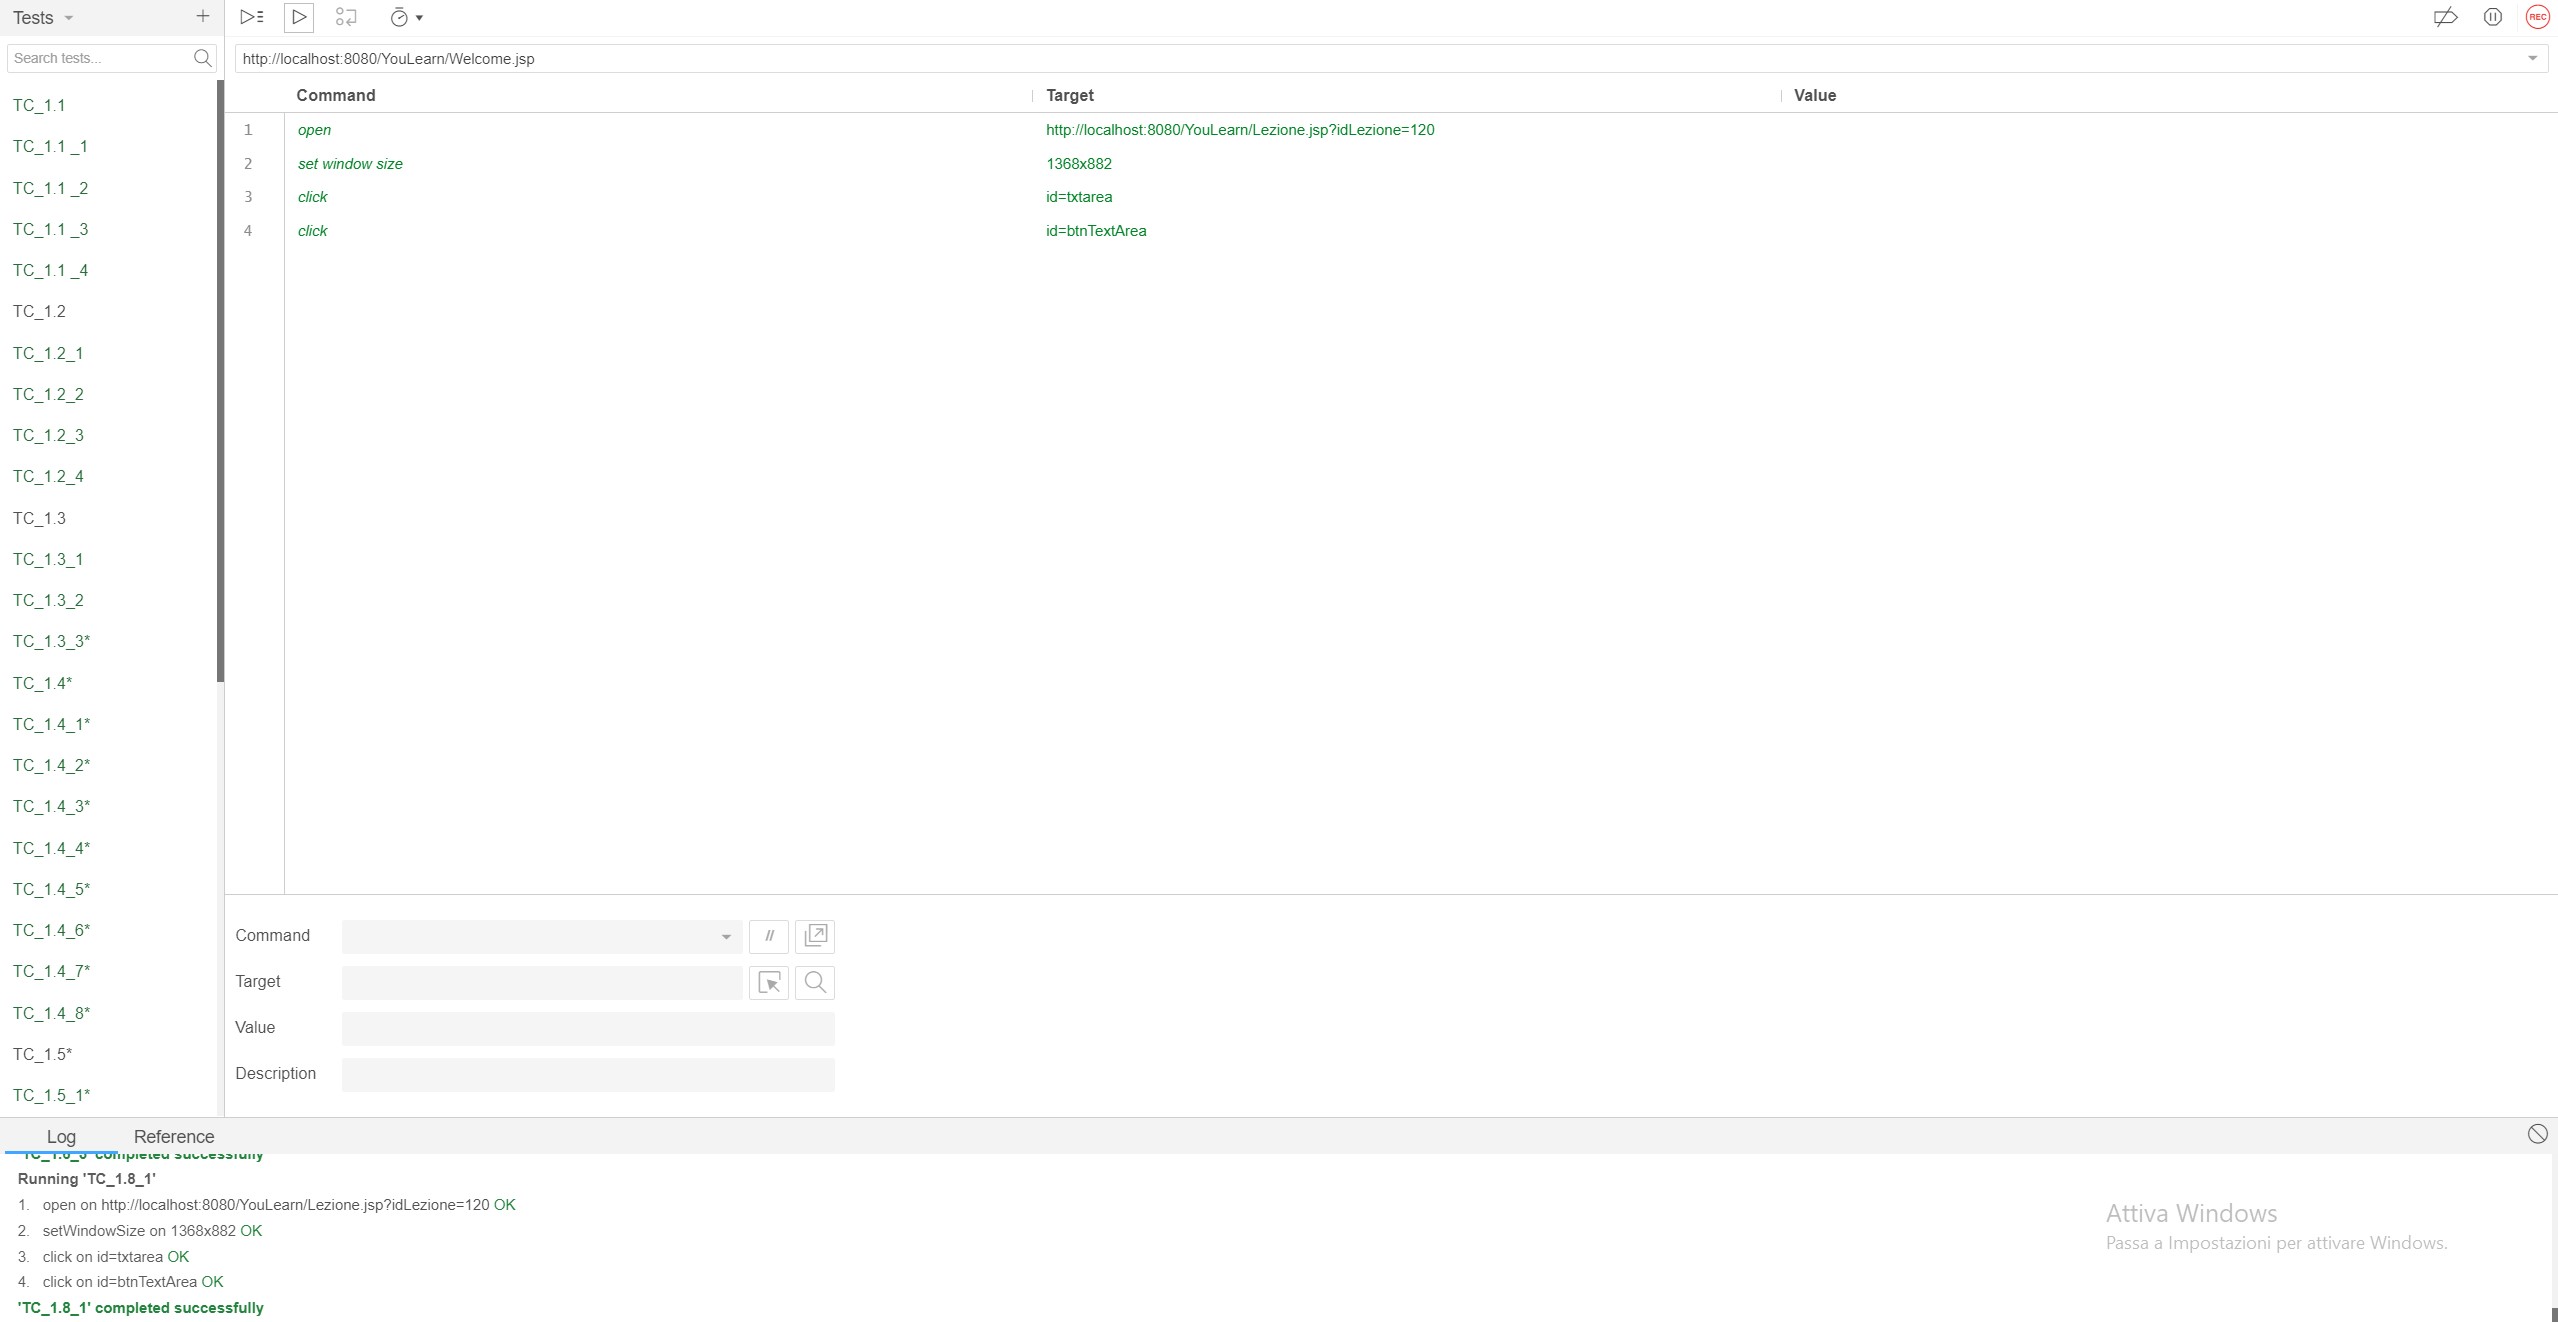 Tests
Search tests...
TC_1.1
TC_1.1 _1
TC_1.1 _2
TC_1.1 _3
TC_1.1 _4
TC_1.2
TC_1.2_1
TC_1.2_2
TC_1.2_3
TC_1.2_4
TC_1.3
TC_1.3_1
TC_1.3_2
TC_1.3_3*
TC_1.4*
TC_1.4_1*
TC_1.4_2*
TC_1.4_3*
TC_1.4_4*
TC_1.4_5*
TC_1.4_6*
TC_1.4_7*
TC_1.4_8*
TC_1.5*
TC_1.5_1*
REC
http://localhost:8080/YouLearn/Welcome.jsp
Command Target Value
1 open http://localhost:8080/YouLearn/Lezione.jsp?idLezione=120
2 set window size 1368x882
3 click id=txtarea
4 click id=btnTextArea
Command //
Target
Value
Description
Log Reference
completed successfully
Running 'TC_1.8_1'
1. open on http://localhost:8080/YouLearn/Lezione.jsp?idLezione=120 OK
2. setWindowSize on 1368x882 OK
3. click on id=txtarea OK
4. click on id=btnTextArea OK
'TC_1.8_1' completed successfully
Attiva Windows
Passa a Impostazioni per attivare Windows.